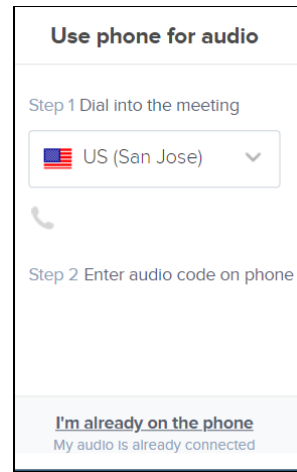 Use phone for audio
Step 1 Dial into the meeting
US (San Jose)
Step 2 Enter audio code on phone
I'm already on the phone
My audio is already connected